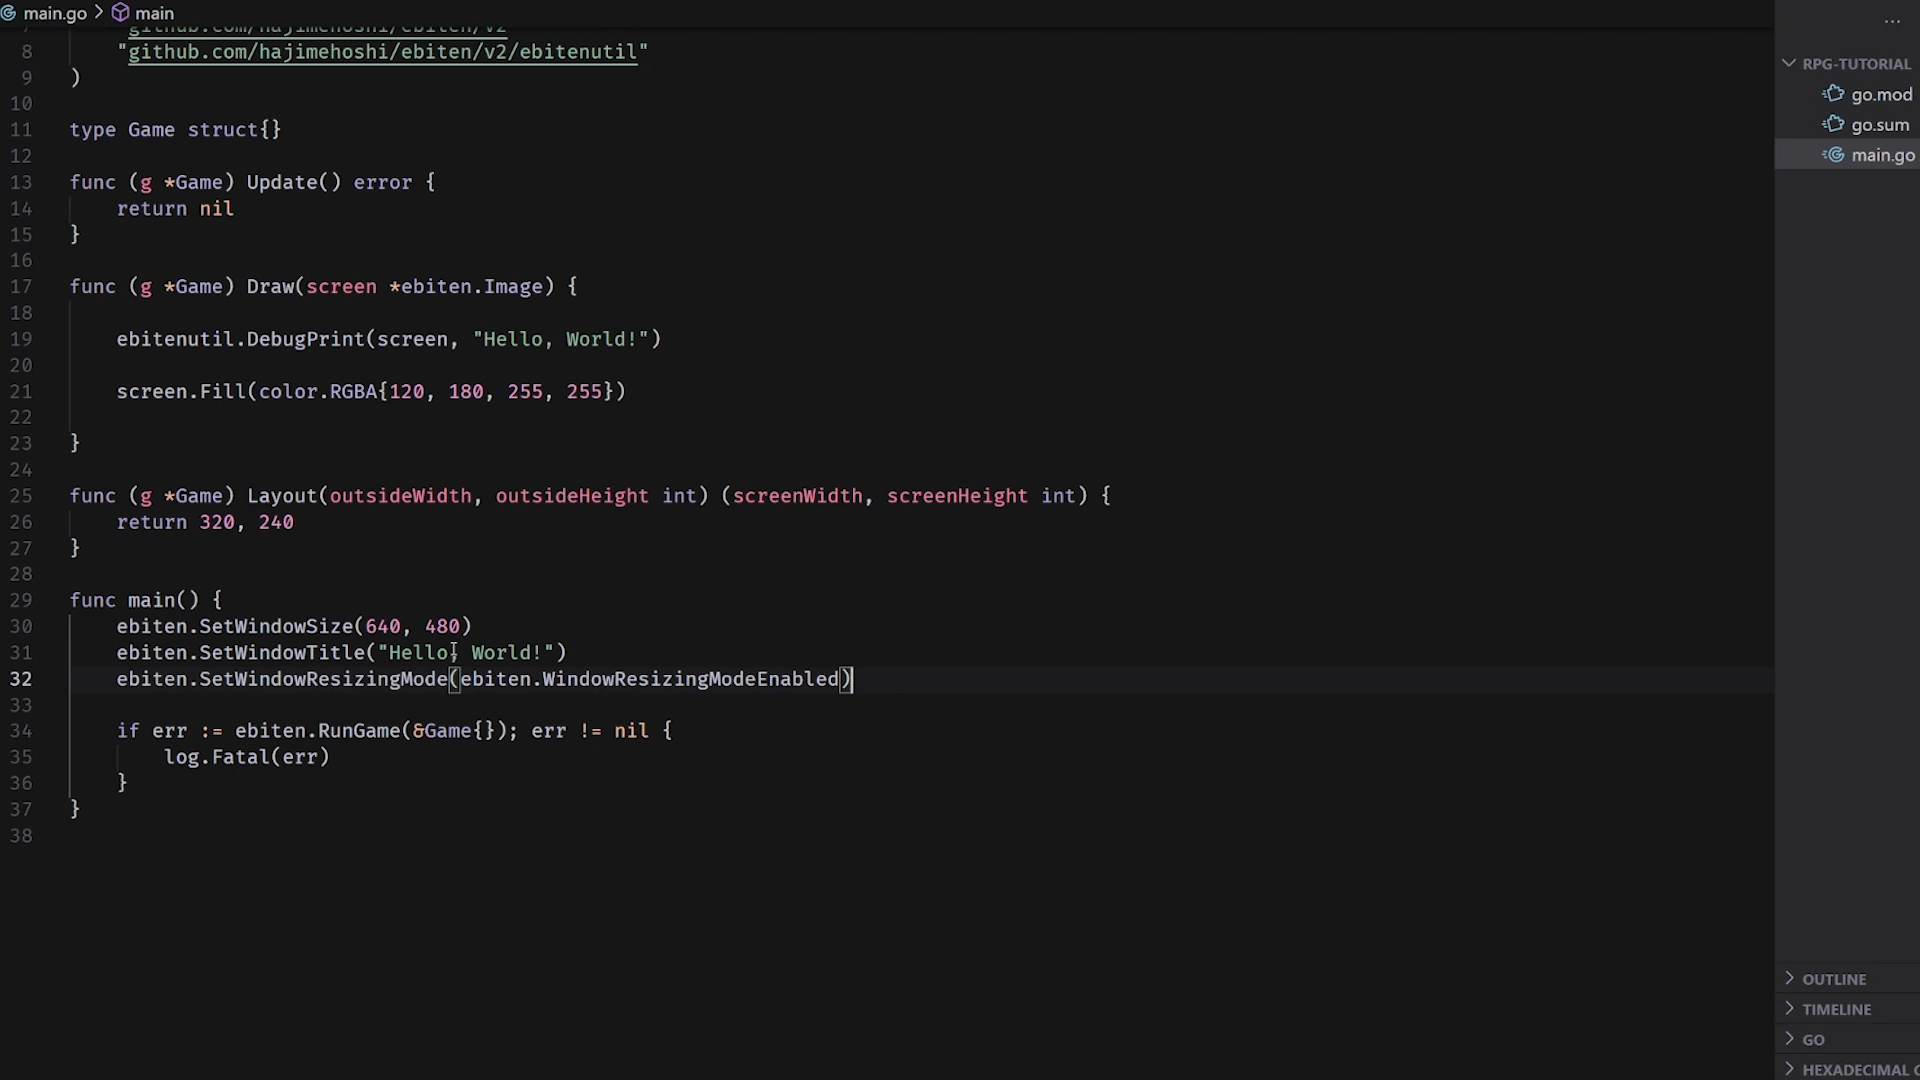 main.go > main
github.com/hajimehoshi/ebiten/v2
8 "github.com/hajimehoshi/ebiten/v2/ebitenutil"
9 )
10
11 type Game struct{}
12
13 func (g *Game) Update() error {
14 return nil
15 }
16
17 func (g *Game) Draw(screen *ebiten.Image) {
18
19 ebitenutil.DebugPrint(screen, "Hello, World!")
20
21 screen.Fill(color.RGBA{120, 180, 255, 255})
22
23 }
24
25 func (g *Game) Layout(outsideWidth, outsideHeight int) (screenWidth, screenHeight int) {
26 return 320, 240
27 }
28
29 func main() {
30 ebiten.SetWindowSize(640, 480)
31 ebiten.SetWindowTitle("Hello, World!")
32 ebiten.SetWindowResizingMode(ebiten.WindowResizingModeEnabled)
33
34 if err := ebiten.RunGame(&Game{}); err != nil {
35 log.Fatal(err)
36 }
37 }
38
...
RPG-TUTORIAL
go.mod
go.sum
main.go
OUTLINE
TIMELINE
GO
HEXADECIMAL